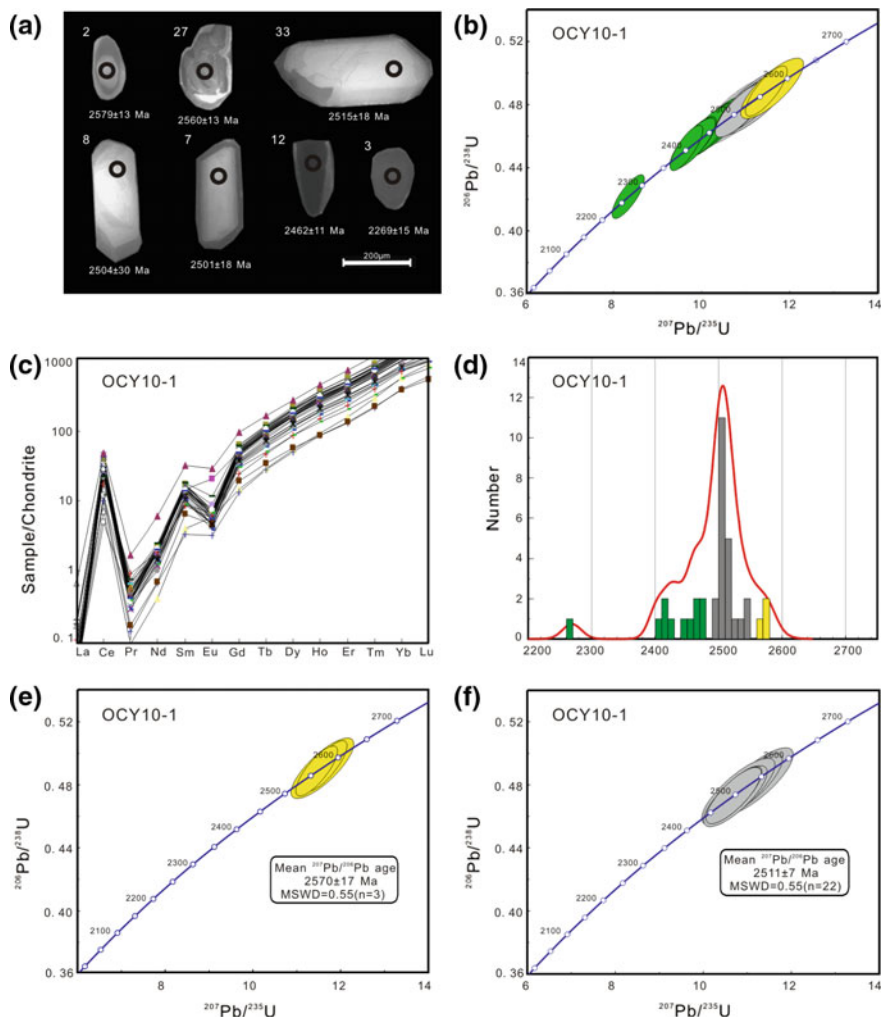 (a)
2
27
33
2579±13 Ma
2560±13 Ma
2515±18 Ma
8
7
12
3
2504±30 Ma
2501±18 Ma
2462±11 Ma
2269±15 Ma
200μm
(b)
OCY10-1
0. 52
0. 48
0. 44
0. 40
0. 36
²⁰⁶Pb/²³⁸U
2100
2200
2300
2400
2500
2600
2700
6 8 10 12 14
²⁰⁷Pb/²³⁵U
(c)
OCY10-1
1000
100
10
1
0. 1
Sample/Chondrite
La Ce Pr Nd Sm Eu Gd Tb Dy Ho Er Tm Yb Lu
(d)
OCY10-1
14
12
10
8
6
4
2
0
Number
2200 2300 2400 2500 2600 2700
(e)
OCY10-1
0. 52
0. 48
0. 44
0. 40
0. 36
²⁰⁶Pb/²³⁸U
2100
2200
2300
2400
2500
2600
2700
Mean ²⁰⁷Pb/²⁰⁶Pb age
2570±17 Ma
MSWD=0.55(n=3)
6 8 10 12 14
²⁰⁷Pb/²³⁵U
(f)
OCY10-1
0. 52
0. 48
0. 44
0. 40
0. 36
²⁰⁶Pb/²³⁸U
2100
2200
2300
2400
2500
2600
2700
Mean ²⁰⁷Pb/²⁰⁶Pb age
2511±7 Ma
MSWD=0.55(n=22)
6 8 10 12 14
²⁰⁷Pb/²³⁵U